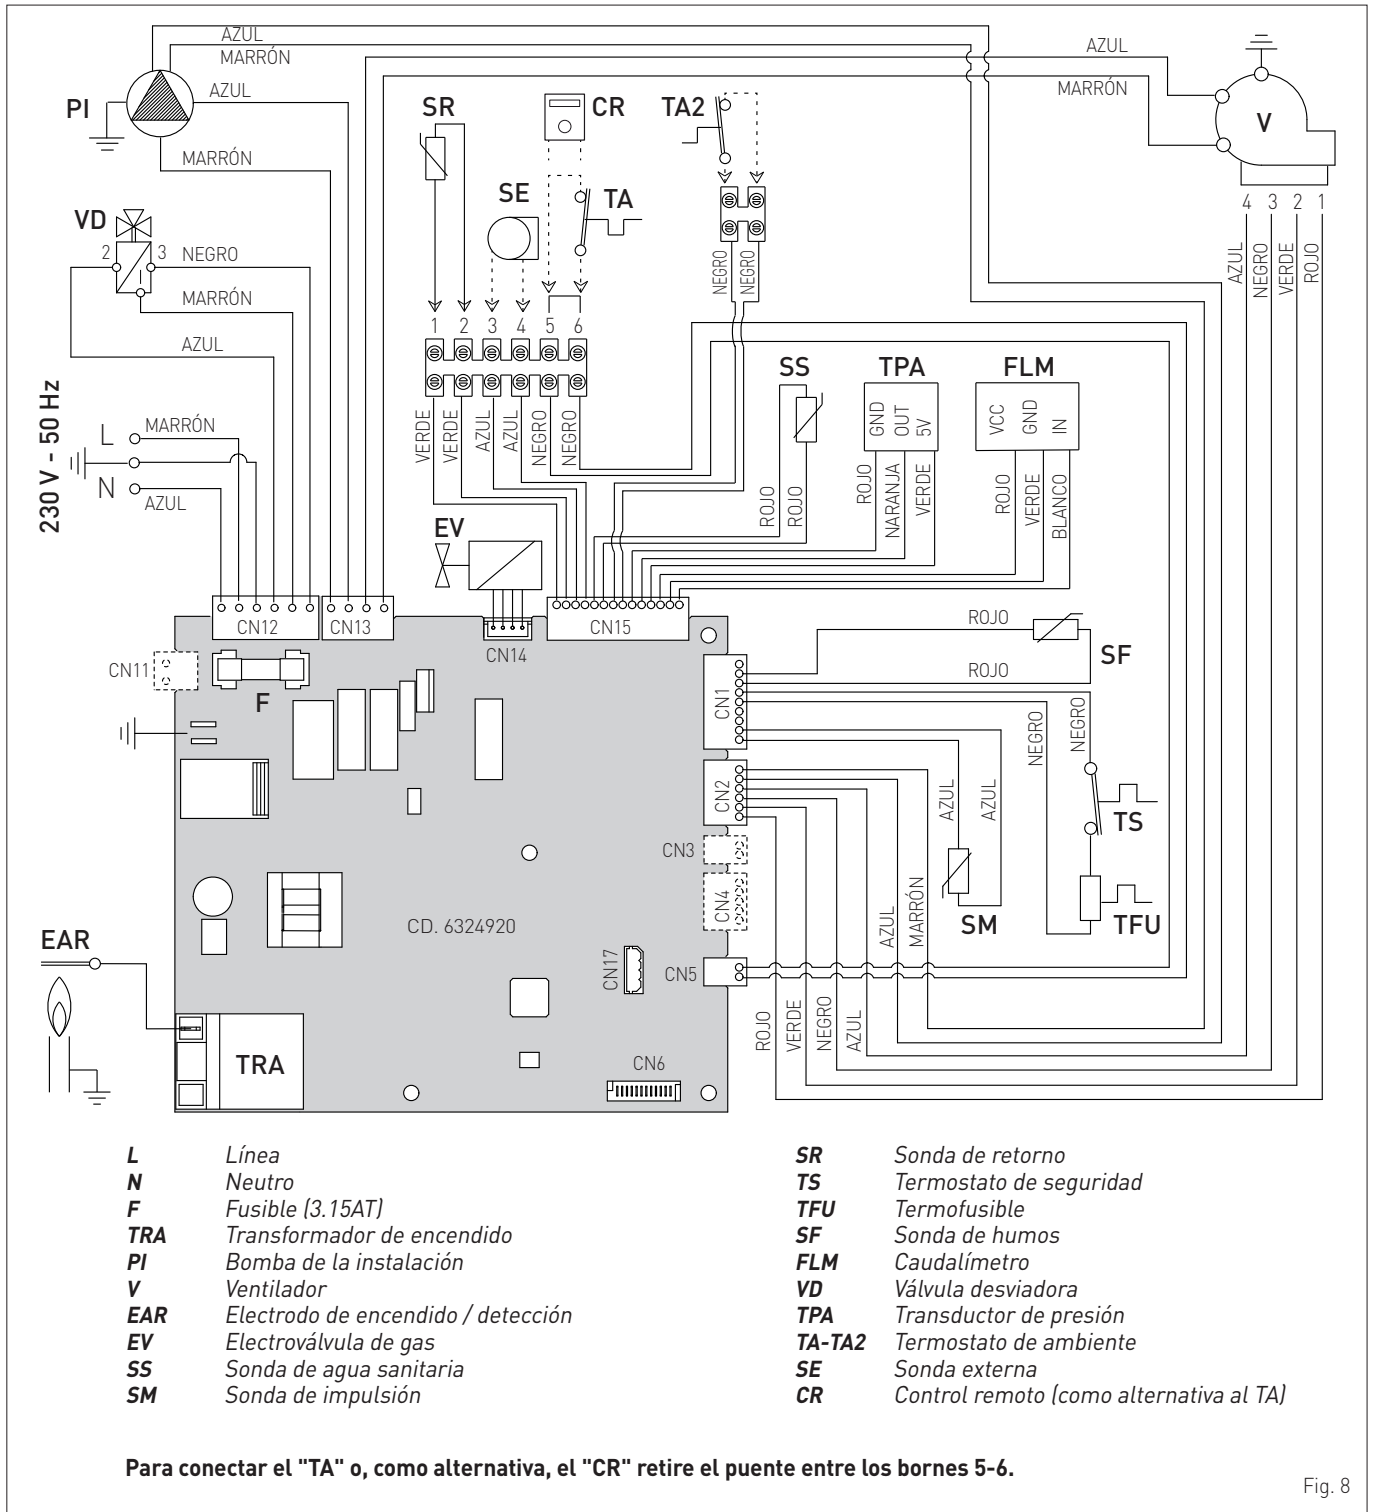 AZUL
MARRÓN
AZUL
MARRÓN
PI
AZUL
MARRÓN
SR
CR
TA2
V
SE
TA
4 3 2 1
AZUL
NEGRO
VERDE
ROJO
VD
2 3
NEGRO
MARRÓN
AZUL
NEGRO
NEGRO
1 2 3 4 5 6
230 V - 50 Hz
L
MARRÓN
N
AZUL
VERDE
VERDE
AZUL
AZUL
NEGRO
NEGRO
SS
ROJO
ROJO
TPA
GND
OUT
5V
ROJO
NARANJA
VERDE
FLM
VCC
GND
IN
ROJO
VERDE
BLANCO
EV
CN12
CN13
CN14
CN15
CN11
F
CN1
ROJO
ROJO
SF
NEGRO
NEGRO
CN2
AZUL
AZUL
TS
CN3
CN4
SM
TFU
CD. 6324920
AZUL
MARRÓN
EAR
CN17
CN5
ROJO
VERDE
NEGRO
AZUL
TRA
CN6
L Línea
N Neutro
F Fusible (3.15AT)
TRA Transformador de encendido
PI Bomba de la instalación
V Ventilador
EAR Electrodo de encendido / detección
EV Electroválvula de gas
SS Sonda de agua sanitaria
SM Sonda de impulsión
SR Sonda de retorno
TS Termostato de seguridad
TFU Termofusible
SF Sonda de humos
FLM Caudalímetro
VD Válvula desviadora
TPA Transductor de presión
TA-TA2 Termostato de ambiente
SE Sonda externa
CR Control remoto (como alternativa al TA)
Para conectar el "TA" o, como alternativa, el "CR" retire el puente entre los bornes 5-6.
Fig. 8